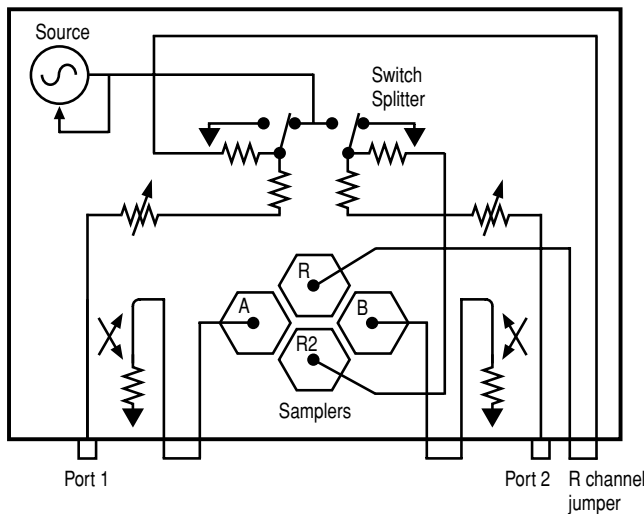 Source
Switch
Splitter
R
A
B
R2
Samplers
Port 1
Port 2
R channel
jumper